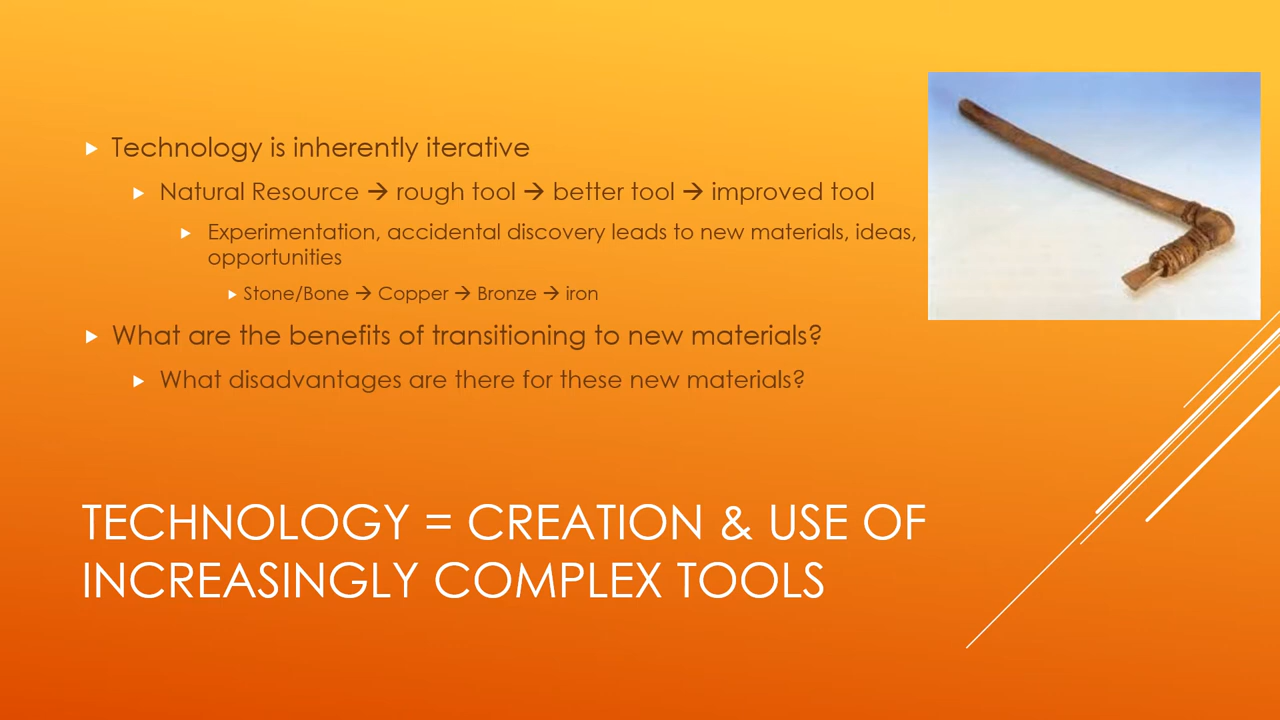 Technology is inherently iterative
Natural Resource → rough tool → better tool → improved tool
Experimentation, accidental discovery leads to new materials, ideas,
opportunities
Stone/Bone → Copper → Bronze → iron
What are the benefits of transitioning to new materials?
What disadvantages are there for these new materials?
TECHNOLOGY = CREATION & USE OF
INCREASINGLY COMPLEX TOOLS